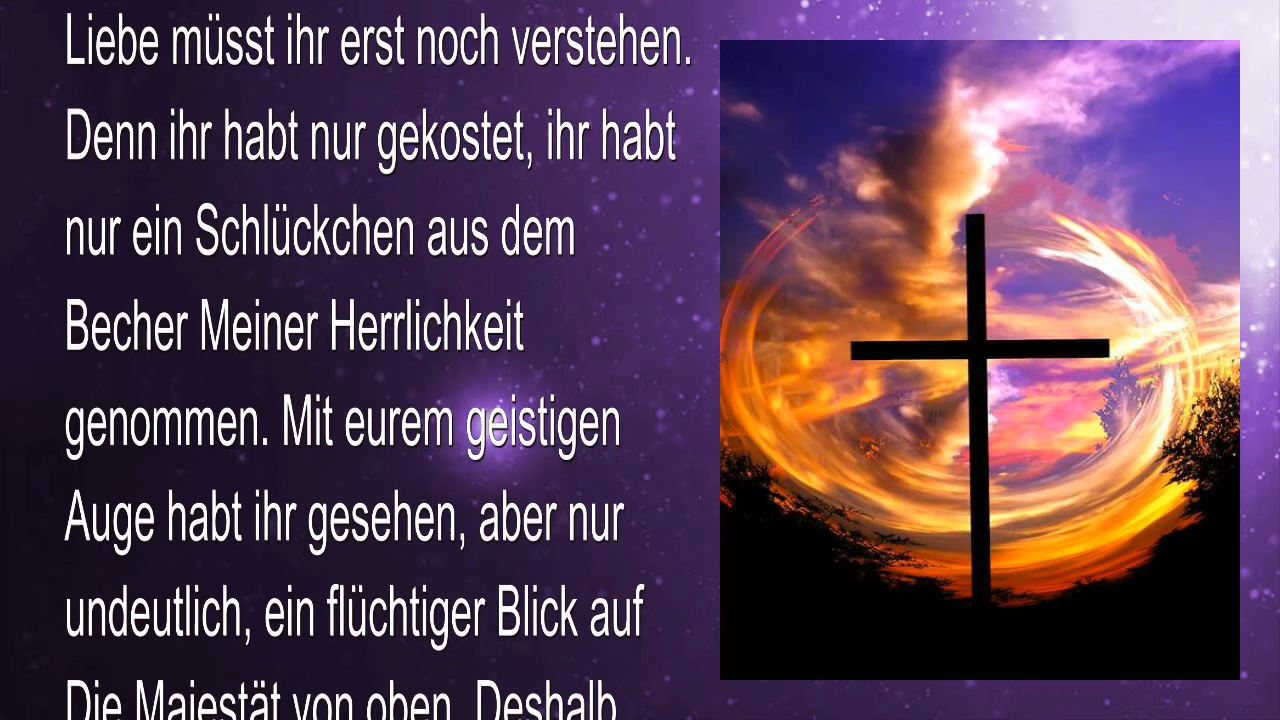 Liebe müsst ihr erst noch verstehen.
Denn ihr habt nur gekostet, ihr habt
nur ein Schlückchen aus dem
Becher Meiner Herrlichkeit
genommen. Mit eurem geistigen
Auge habt ihr gesehen, aber nur
undeutlich, ein flüchtiger Blick auf
Die Majestät von oben. Deshalb